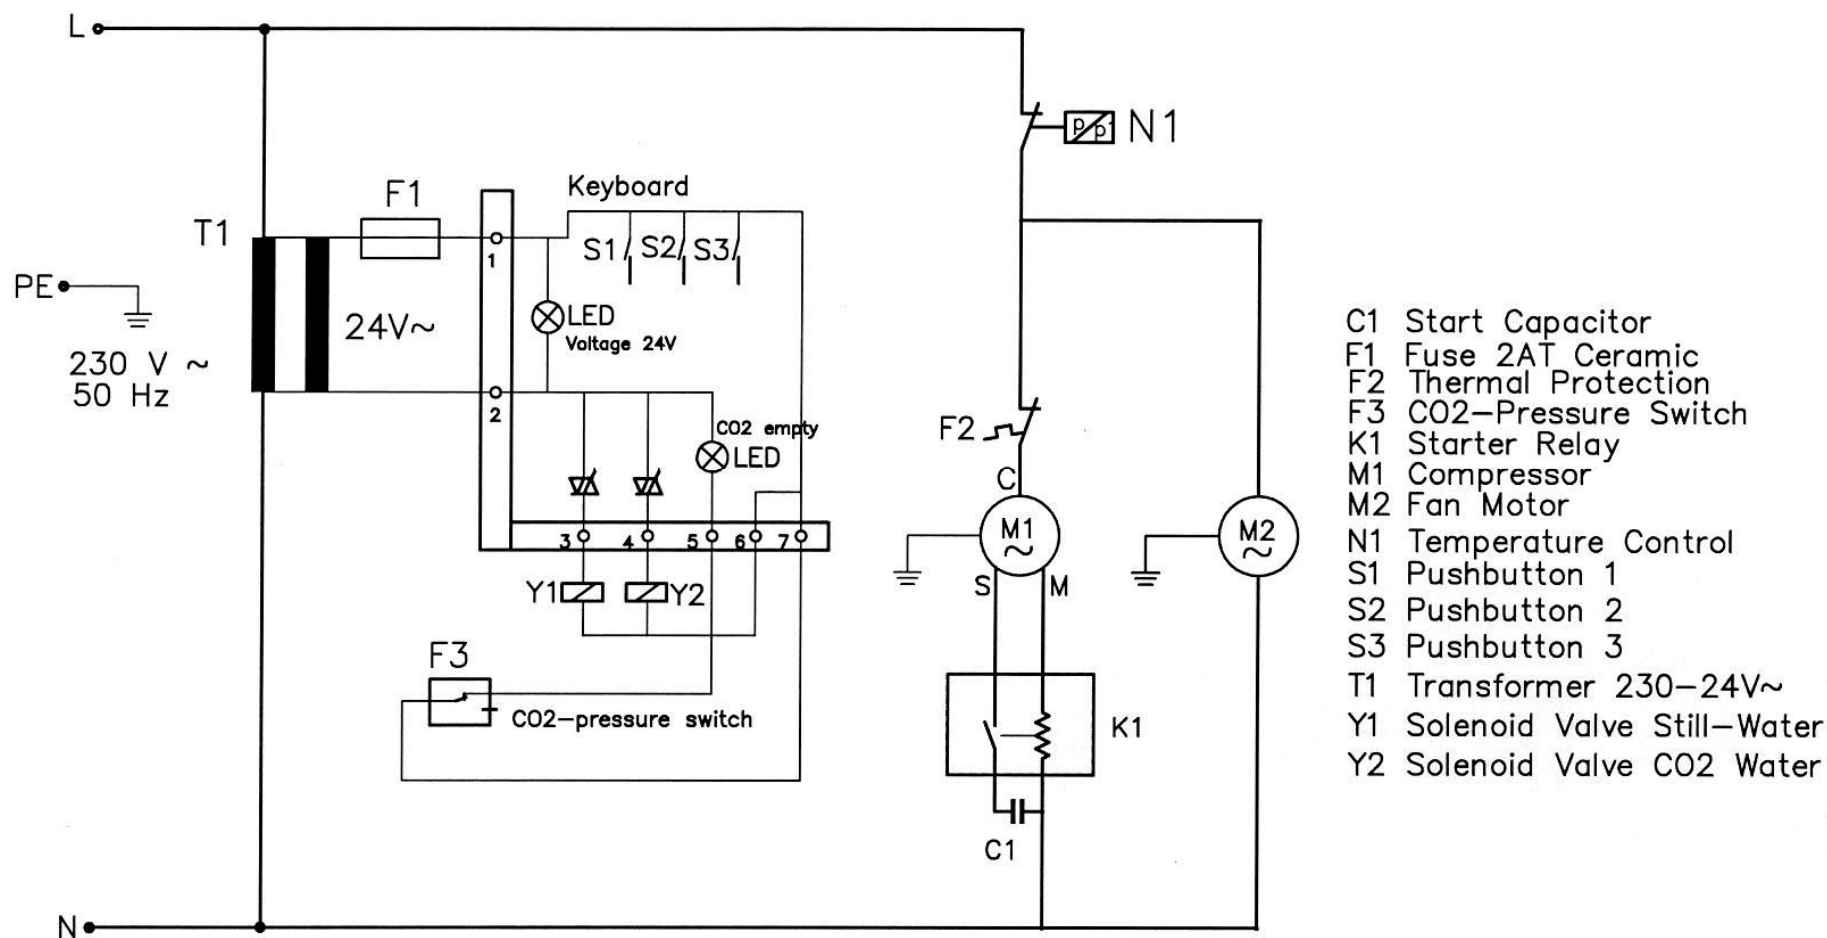 L
N1
p/p1
Keyboard
F1
T1
S1
S2
S3
1
PE
LED
24V~
Voltage 24V
230 V ~
50 Hz
2
CO2 empty
LED
F2
C
M1
~
M2
~
3
4
5
6
7
S
M
Y1
Y2
F3
CO2-pressure switch
K1
C1
N
C1 Start Capacitor
F1 Fuse 2AT Ceramic
F2 Thermal Protection
F3 CO2-Pressure Switch
K1 Starter Relay
M1 Compressor
M2 Fan Motor
N1 Temperature Control
S1 Pushbutton 1
S2 Pushbutton 2
S3 Pushbutton 3
T1 Transformer 230-24V~
Y1 Solenoid Valve Still-Water
Y2 Solenoid Valve CO2 Water